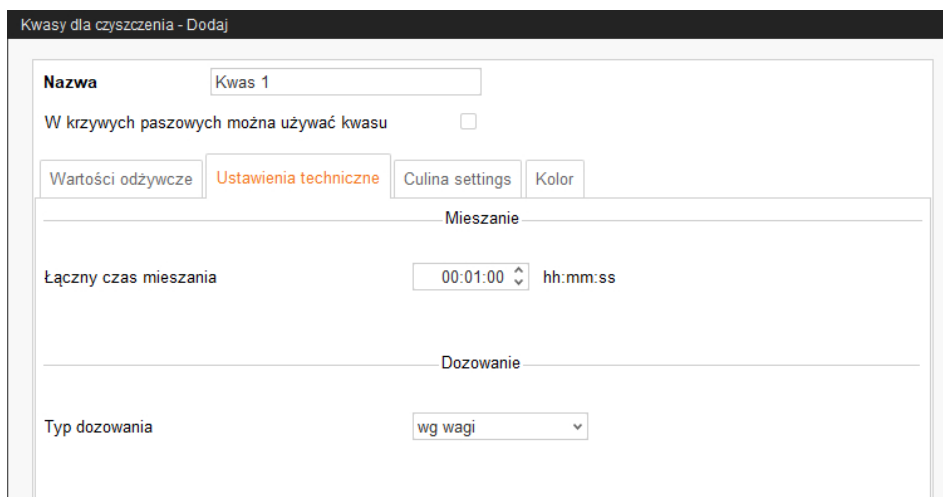 Kwasy dla czyszczenia - Dodaj
Nazwa Kwas 1
W krzywych paszowych można używać kwasu
Wartości odżywcze Ustawienia techniczne Culina settings Kolor
Mieszanie
Łączny czas mieszania 00:01:00 hh:mm:ss
Dozowanie
Typ dozowania wg wagi